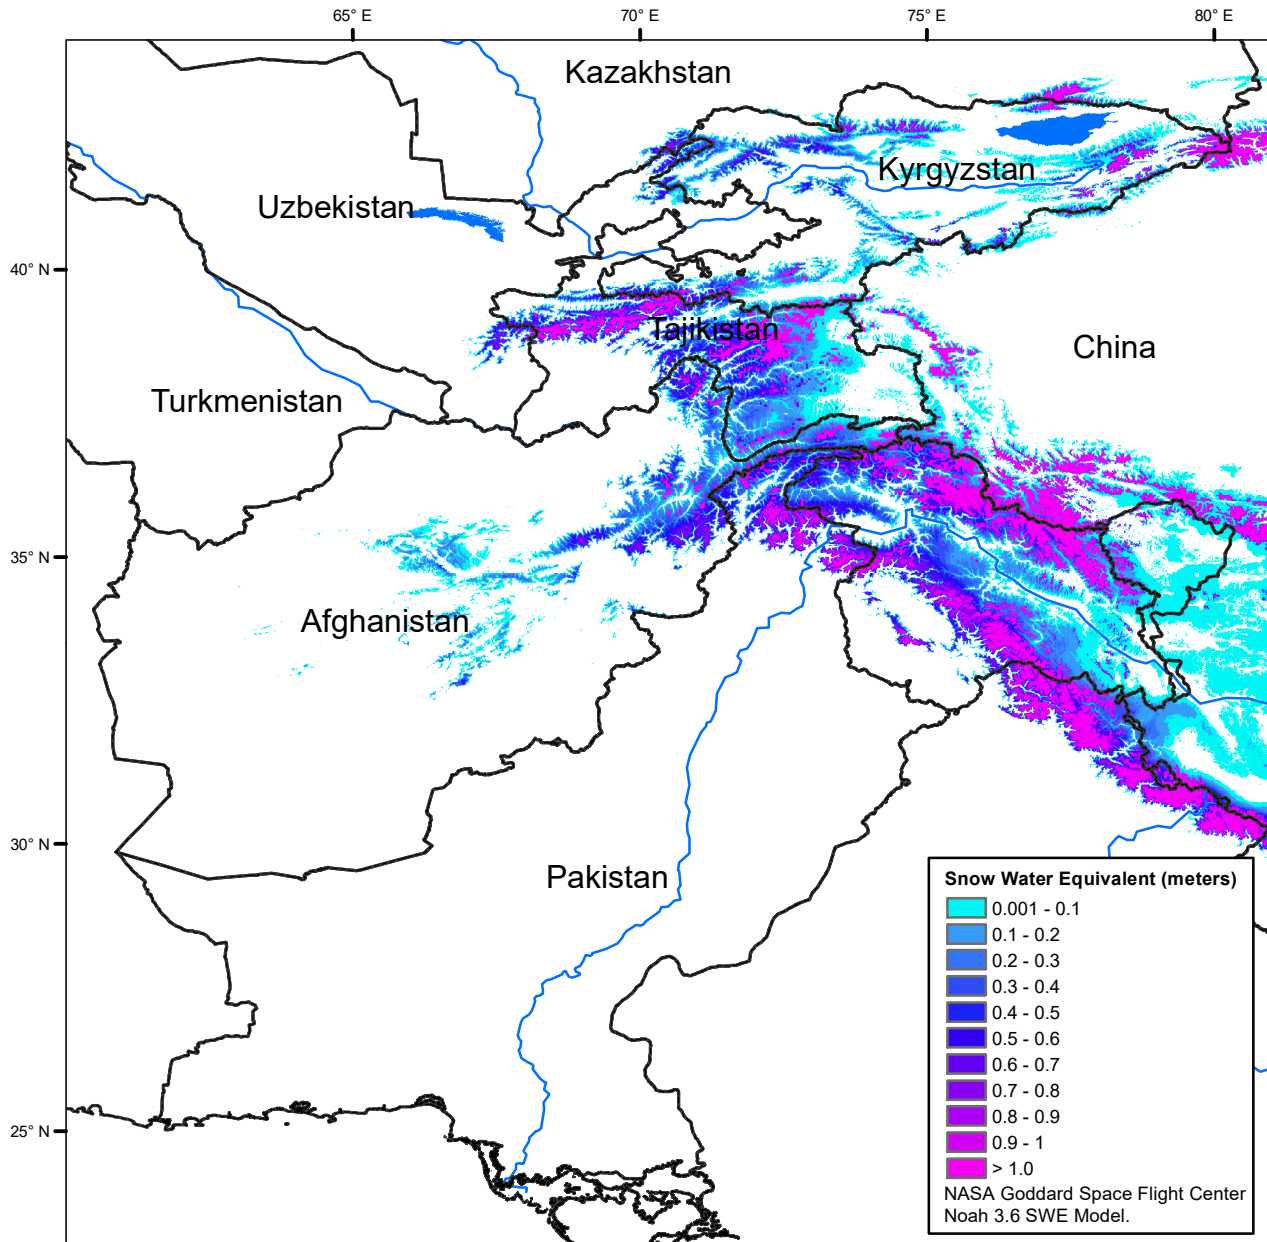 65° E
70° E
75° E
80° E
Kazakhstan
Kyrgyzstan
Uzbekistan
40° N
Tajikistan
China
Turkmenistan
35° N
Afghanistan
30° N
Pakistan
25° N
Snow Water Equivalent (meters)
0.001 - 0.1
0.1 - 0.2
0.2 - 0.3
0.3 - 0.4
0.4 - 0.5
0.5 - 0.6
0.6 - 0.7
0.7 - 0.8
0.8 - 0.9
0.9 - 1
> 1.0
NASA Goddard Space Flight Center
Noah 3.6 SWE Model.